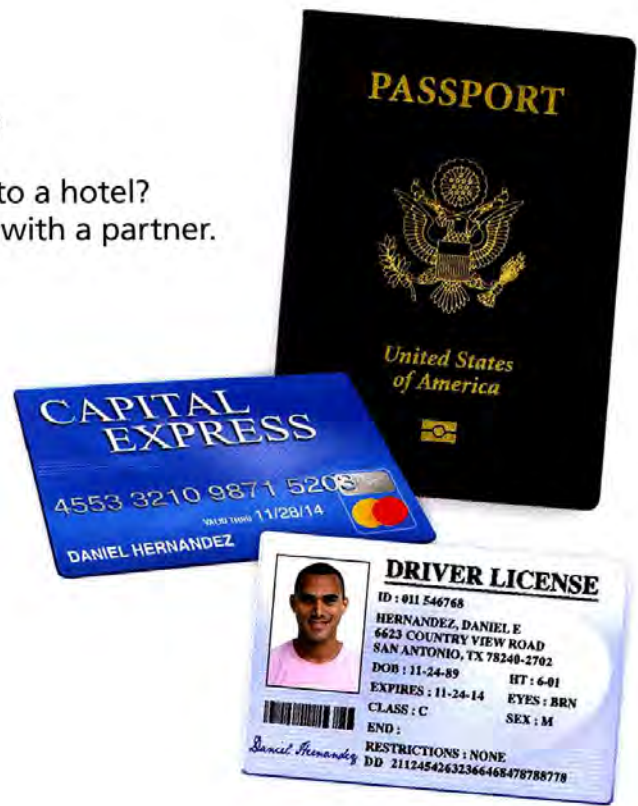 to a hotel?
with a partner.
PASSPORT
United States
of America
CAPITAL
EXPRESS
4553 3210 9871 5203
VALID THRU 11/28/14
DANIEL HERNANDEZ
DRIVER LICENSE
ID : 011 546768
HERNANDEZ, DANIEL E
6623 COUNTRY VIEW ROAD
SAN ANTONIO, TX 78240-2702
DOB : 11-24-89 HT : 6-01
EXPIRES : 11-24-14 EYES : BRN
CLASS : C SEX : M
END :
RESTRICTIONS : NONE
Daniel Hernandez DD 21124542632366468478788778